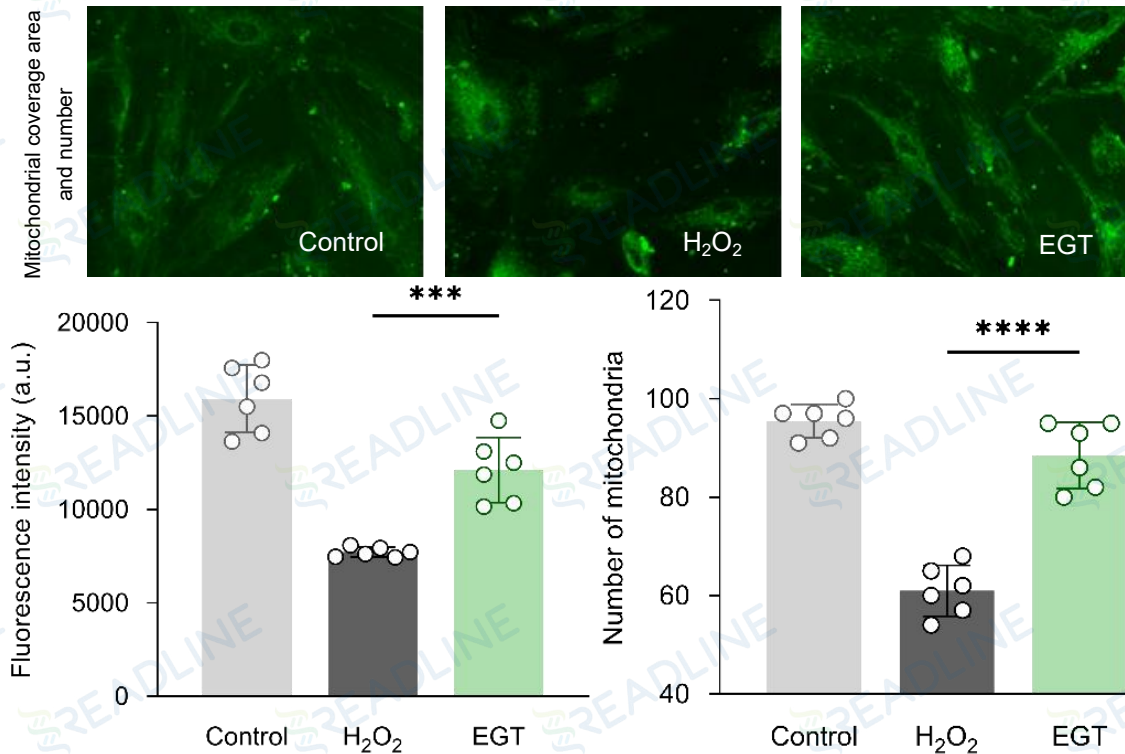 Mitochondrial coverage area
and number
Control
H₂O₂
EGT
***
Fluorescence intensity (a.u.)
20000
15000
10000
5000
0
Control
H₂O₂
EGT
****
Number of mitochondria
120
100
80
60
40
Control
H₂O₂
EGT
READLINE